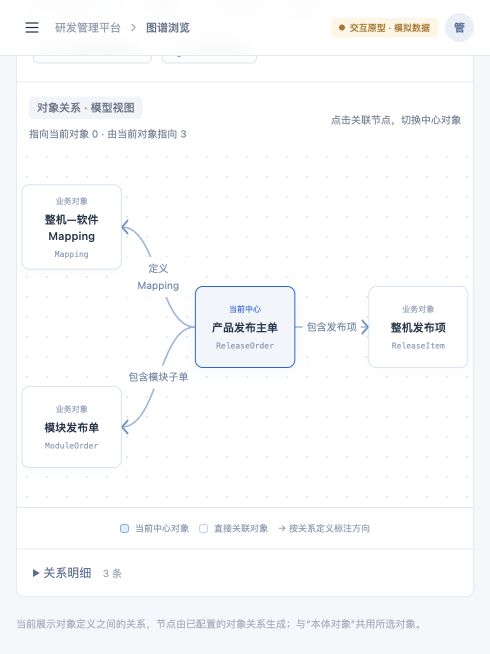 研发管理平台 > 图谱浏览
交互原型 · 模拟数据
管
对象关系 · 模型视图
指向当前对象 0 · 由当前对象指向 3
点击关联节点，切换中心对象
业务对象
整机—软件
Mapping
Mapping
定义
Mapping
当前中心
产品发布主单
ReleaseOrder
包含发布项
业务对象
整机发布项
ReleaseItem
包含模块子单
业务对象
模块发布单
ModuleOrder
当前中心对象
直接关联对象
→ 按关系定义标注方向
▶ 关系明细 3 条
当前展示对象定义之间的关系，节点由已配置的对象关系生成；与“本体对象”共用所选对象。